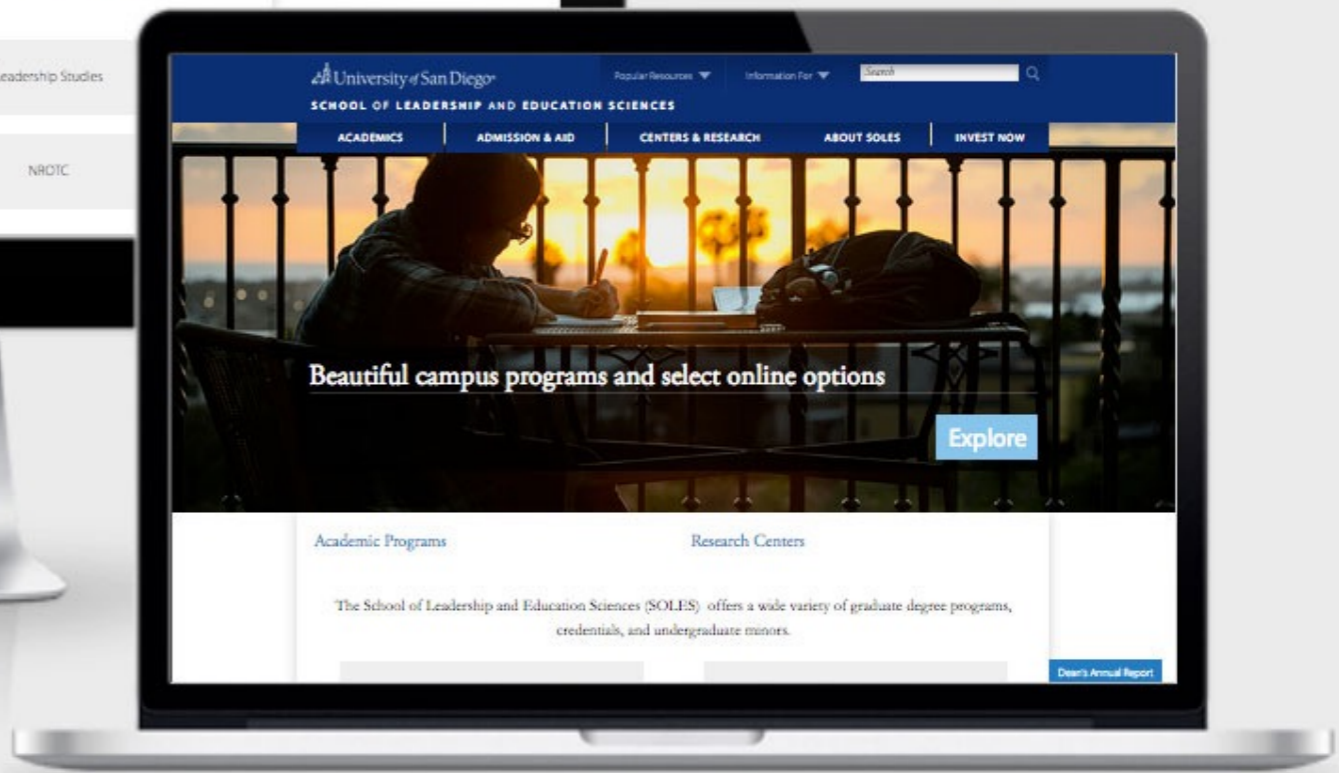 Leadership Studies
NROTC
University of San Diego
Popular Resources
Information For
Search
SCHOOL OF LEADERSHIP AND EDUCATION SCIENCES
ACADEMICS
ADMISSION & AID
CENTERS & RESEARCH
ABOUT SOLES
INVEST NOW
Beautiful campus programs and select online options
Explore
Academic Programs
Research Centers
The School of Leadership and Education Sciences (SOLES) offers a wide variety of graduate degree programs,
credentials, and undergraduate minors.
Dean's Annual Report